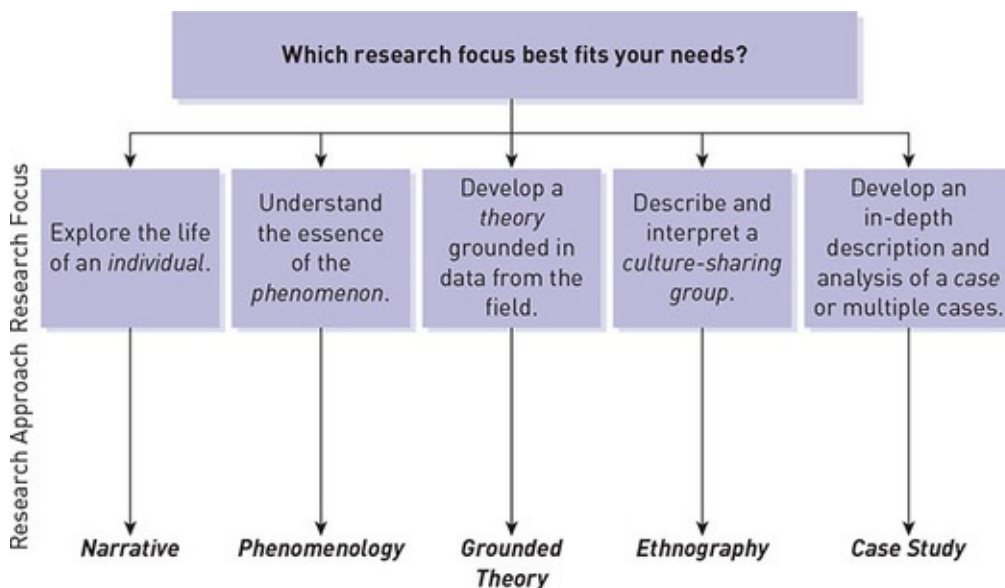 Which research focus best fits your needs?
Research Focus
Explore the life
of an individual.
Understand
the essence
of the
phenomenon.
Develop a
theory
grounded in
data from the
field.
Describe and
interpret a
culture-sharing
group.
Develop an
in-depth
description and
analysis of a case
or multiple cases.
Research Approach
Narrative
Phenomenology
Grounded
Theory
Ethnography
Case Study